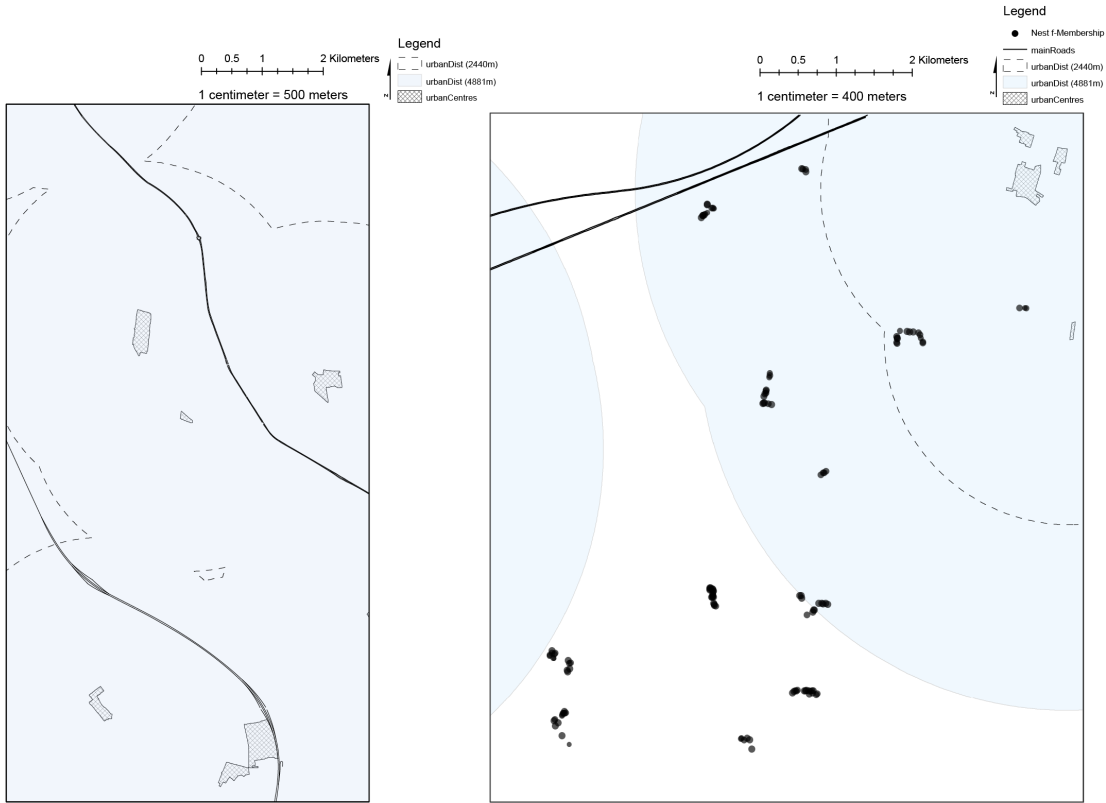 0 0.5 1 2 Kilometers
1 centimeter = 500 meters
Legend
urbanDist (2440m)
urbanDist (4881m)
urbanCentres
N
0 0.5 1 2 Kilometers
1 centimeter = 400 meters
Legend
Nest f-Membership
mainRoads
urbanDist (2440m)
urbanDist (4881m)
urbanCentres
N